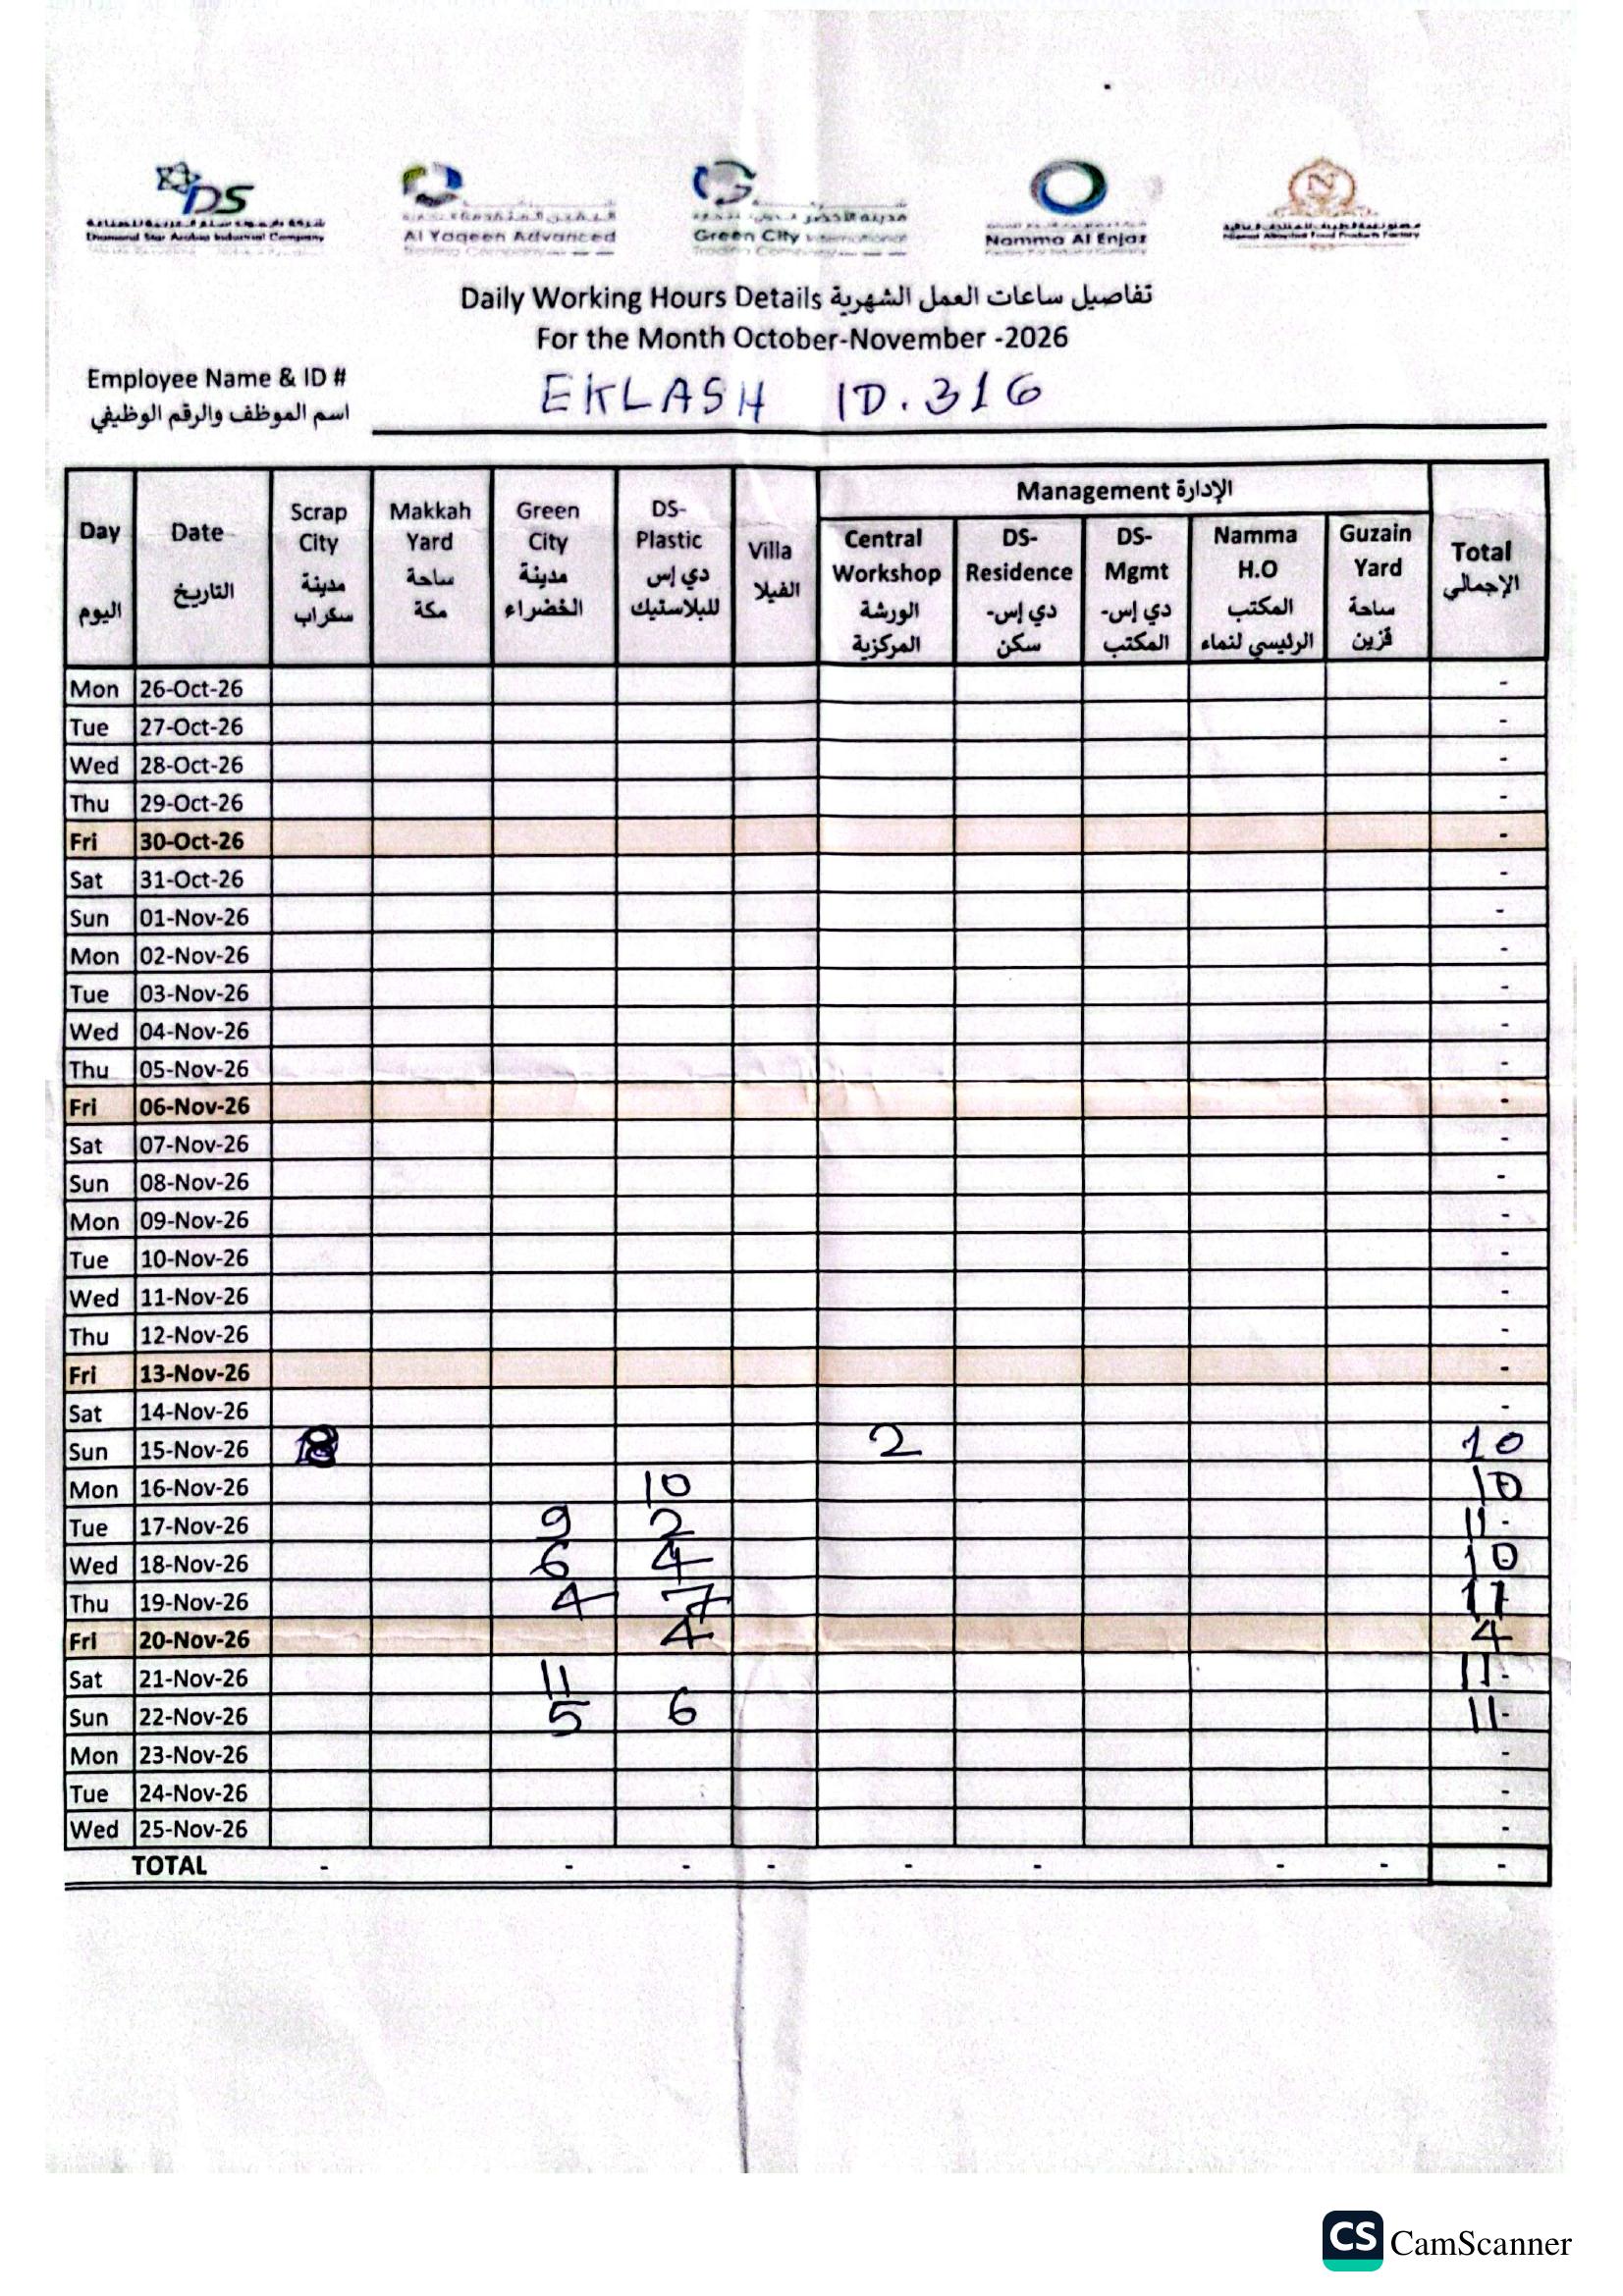 DS
Diamond Star Arabia Industrial Company
Al Yaqeen Advanced
Green City International
Trading Company
Namma Al Enjaz
N
Daily Working Hours Details تفاصيل ساعات العمل الشهرية
For the Month October-November -2026
Employee Name & ID # EKLASH ID. 316
اسم الموظف والرقم الوظيفي
Management الإدارة
Day Date Scrap City Makkah Yard Green City DS-Plastic Villa Central Workshop DS-Residence DS-Mgmt Namma H.O Guzain Yard Total
اليوم التاريخ مدينة سكراب ساحة مكة مدينة الخضراء دي إس للبلاستيك الفيلا الورشة المركزية دي إس- سكن دي إس- المكتب المكتب الرئيسي لنماء ساحة قزين الإجمالي
Mon 26-Oct-26 -
Tue 27-Oct-26 -
Wed 28-Oct-26 -
Thu 29-Oct-26 -
Fri 30-Oct-26 -
Sat 31-Oct-26 -
Sun 01-Nov-26 -
Mon 02-Nov-26 -
Tue 03-Nov-26 -
Wed 04-Nov-26 -
Thu 05-Nov-26 -
Fri 06-Nov-26 -
Sat 07-Nov-26 -
Sun 08-Nov-26 -
Mon 09-Nov-26 -
Tue 10-Nov-26 -
Wed 11-Nov-26 -
Thu 12-Nov-26 -
Fri 13-Nov-26 -
Sat 14-Nov-26 -
Sun 15-Nov-26 8 2 10
Mon 16-Nov-26 10 10
Tue 17-Nov-26 9 2 11-
Wed 18-Nov-26 6 4 10
Thu 19-Nov-26 4 7 11
Fri 20-Nov-26 4 4
Sat 21-Nov-26 11 11-
Sun 22-Nov-26 5 6 11-
Mon 23-Nov-26 -
Tue 24-Nov-26 -
Wed 25-Nov-26 -
TOTAL - - - - - - - - -
CS CamScanner